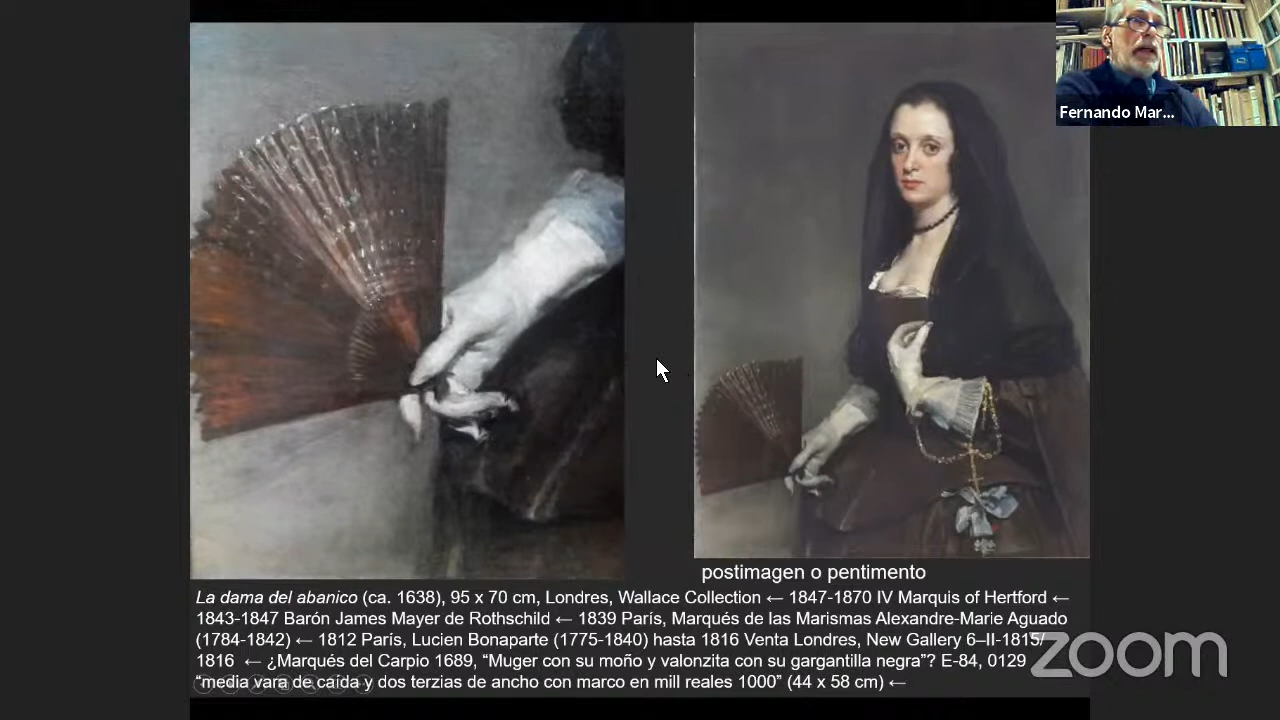 Fernando Mar...
postimagen o pentimento
La dama del abanico (ca. 1638), 95 x 70 cm, Londres, Wallace Collection ← 1847-1870 IV Marquis of Hertford ←
1843-1847 Barón James Mayer de Rothschild ← 1839 París, Marqués de las Marismas Alexandre-Marie Aguado
(1784-1842) ← 1812 París, Lucien Bonaparte (1775-1840) hasta 1816 Venta Londres, New Gallery 6–II-1815/
1816 ← ¿Marqués del Carpio 1689, “Muger con su moño y valonzita con su gargantilla negra”? E-84, 0129
“media vara de caída y dos terzias de ancho con marco en mill reales 1000” (44 x 58 cm) ←
zoom